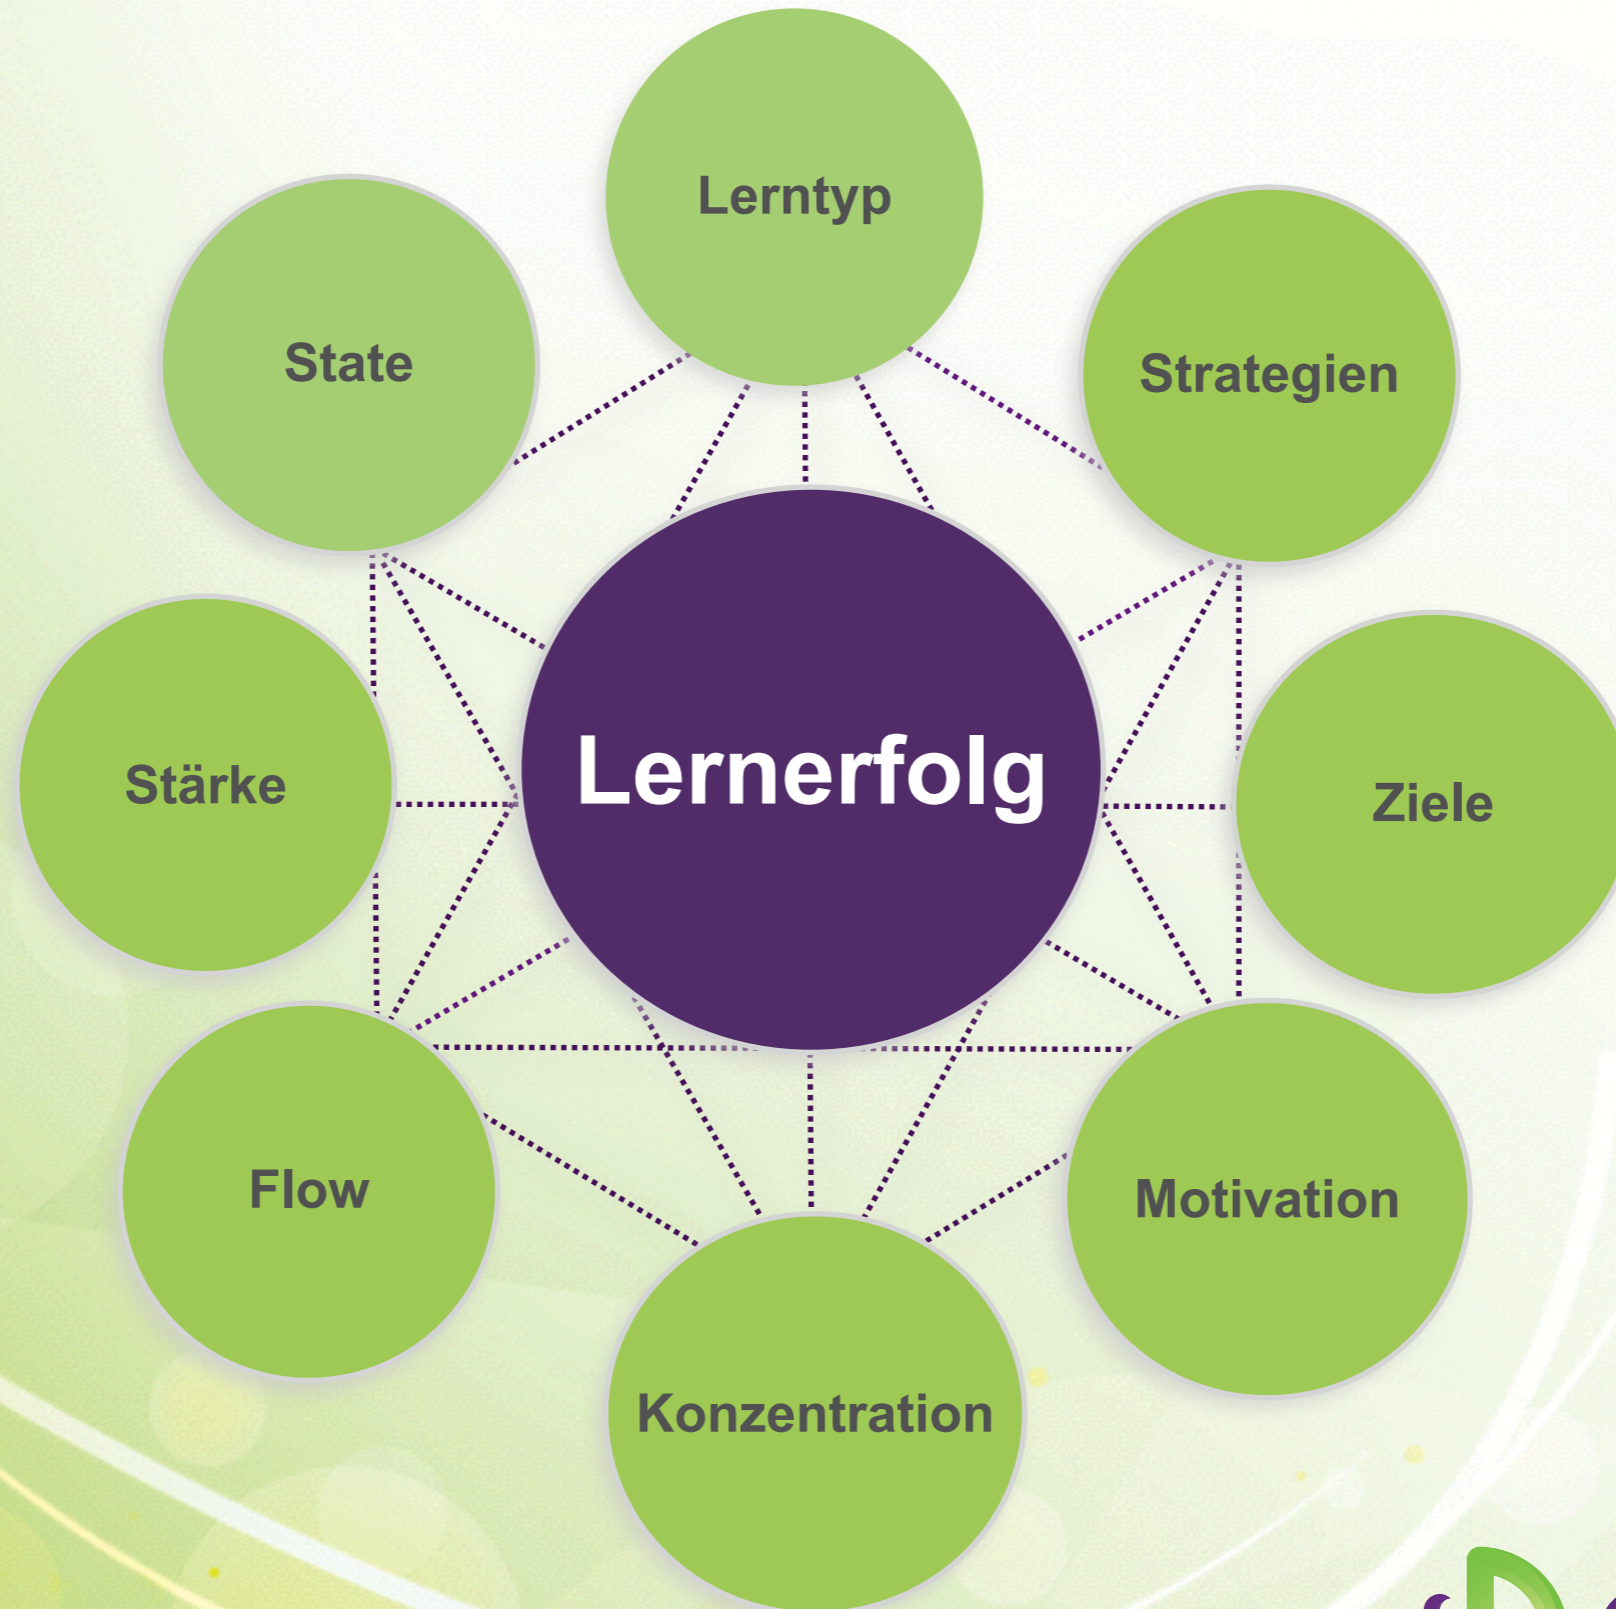 Lerntyp
State
Strategien
Lernerfolg
Stärke
Ziele
Flow
Motivation
Konzentration